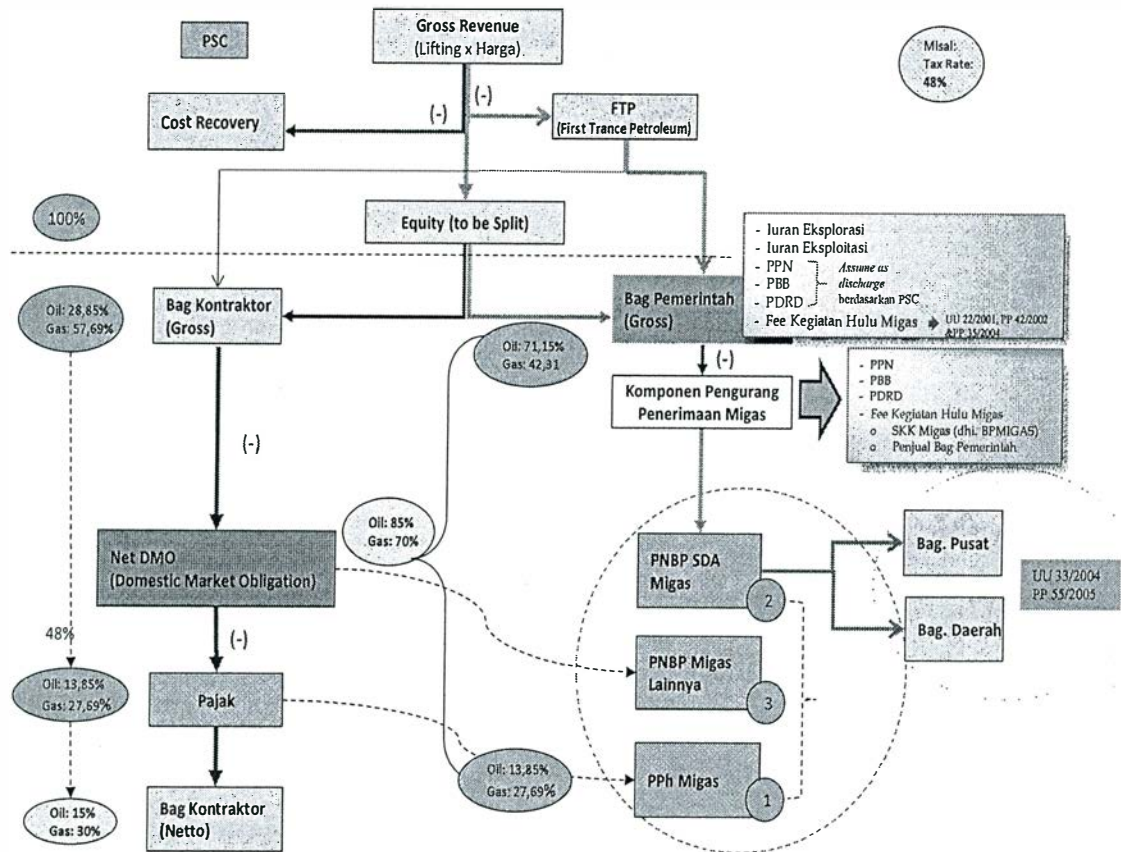 PSC
Gross Revenue
(Lifting x Harga)
Misal:
Tax Rate:
48%
(-)
(-)
Cost Recovery
FTP
(First Trance Petroleum)
100%
Equity (to be Split)
- Iuran Eksplorasi
- Iuran Eksploitasi
- PPN
- PBB
- PDRD
Assume as
discharge
berdasarkan PSC
- Fee Kegiatan Hulu Migas
UU 22/2001, PP 42/2002
&PP 35/2004
Oil: 28,85%
Gas: 57,69%
Bag Kontraktor
(Gross)
Bag Pemerintah
(Gross)
Oil: 71,15%
Gas: 42,31
(-)
Komponen Pengurang
Penerimaan Migas
- PPN
- PBB
- PDRD
- Fee Kegiatan Hulu Migas
o SKK Migas (dhi. BPMIGAS)
o Penjual Bag Pemerintah
(-)
Oil: 85%
Gas: 70%
Net DMO
(Domestic Market Obligation)
PNBP SDA
Migas
2
Bag. Pusat
Bag. Daerah
UU 33/2004
PP 55/2005
48%
(-)
PNBP Migas
Lainnya
3
Oil: 13,85%
Gas: 27,69%
Pajak
Oil: 13,85%
Gas: 27,69%
PPh Migas
1
Oil: 15%
Gas: 30%
Bag Kontraktor
(Netto)